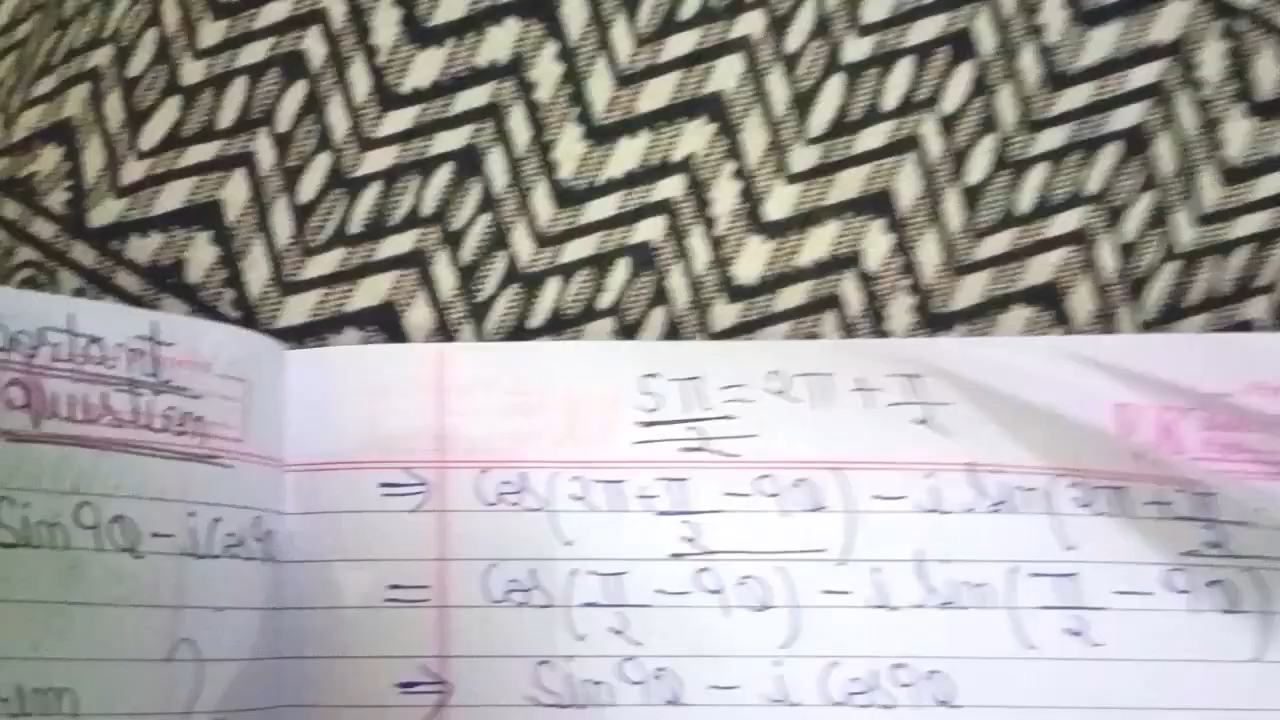 Question
Sin9θ - i Cos9
5π/2 = 2π + π/2
⇒ Cos(2π + π/2 - 9θ) - i Sin(2π + π/2
= Cos(π/2 - 9θ) - i Sin(π/2 - 9θ)
⇒ Sin9θ - i Cos9θ